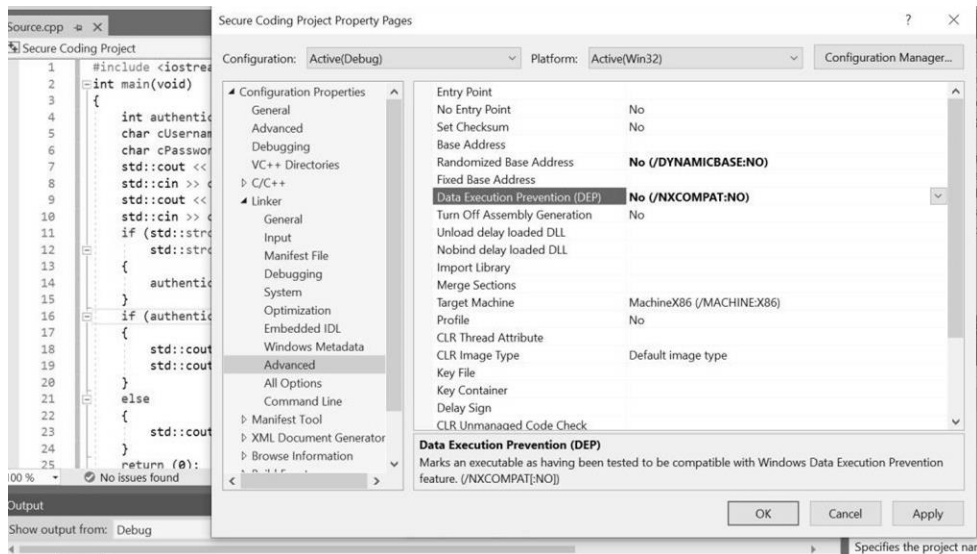 Source.cpp
Secure Coding Project
1 #include <iostrea
2 int main(void)
3 {
4 int authentic
5 char cUsernam
6 char cPasswor
7 std::cout <<
8 std::cin >> c
9 std::cout <<
10 std::cin >> c
11 if (std::strc
12 std::strc
13 {
14 authentic
15 }
16 if (authentic
17 {
18 std::cout
19 std::cout
20 }
21 else
22 {
23 std::cout
24 }
25 return (0);
100 %
No issues found
Output
Show output from: Debug
Secure Coding Project Property Pages
? X
Configuration: Active(Debug) Platform: Active(Win32) Configuration Manager...
Configuration Properties
General
Advanced
Debugging
VC++ Directories
C/C++
Linker
General
Input
Manifest File
Debugging
System
Optimization
Embedded IDL
Windows Metadata
Advanced
All Options
Command Line
Manifest Tool
XML Document Generator
Browse Information
Entry Point
No Entry Point No
Set Checksum No
Base Address
Randomized Base Address No (/DYNAMICBASE:NO)
Fixed Base Address
Data Execution Prevention (DEP) No (/NXCOMPAT:NO)
Turn Off Assembly Generation No
Unload delay loaded DLL
Nobind delay loaded DLL
Import Library
Merge Sections
Target Machine MachineX86 (/MACHINE:X86)
Profile No
CLR Thread Attribute
CLR Image Type Default image type
Key File
Key Container
Delay Sign
CLR Unmanaged Code Check
Data Execution Prevention (DEP)
Marks an executable as having been tested to be compatible with Windows Data Execution Prevention
feature. (/NXCOMPAT[:NO])
OK Cancel Apply
Specifies the project nam